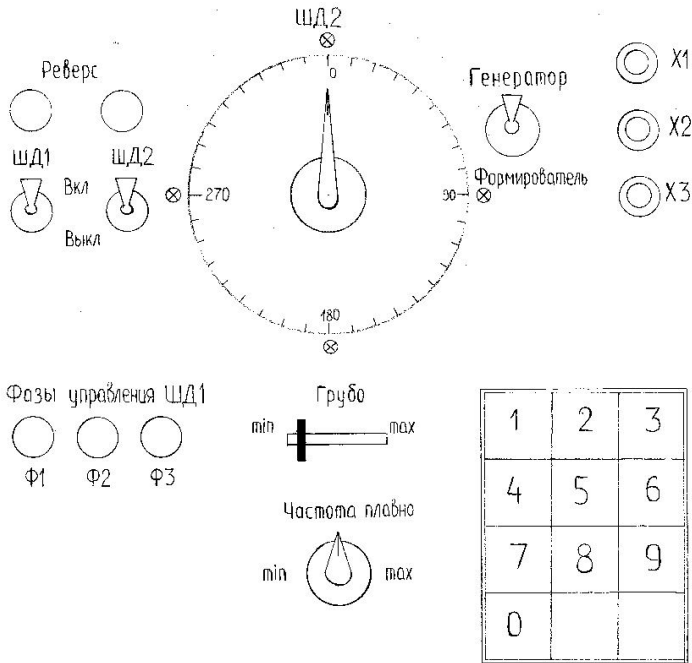 ШД2
Реверс
0
Генератор
X1
ШД1
ШД2
X2
Вкл
270
90
Формирователь
X3
Выкл
180
Фазы управления ШД1
Грубо
min
max
Ф1
Ф2
Ф3
Частота плавно
min
max
1 2 3
4 5 6
7 8 9
0